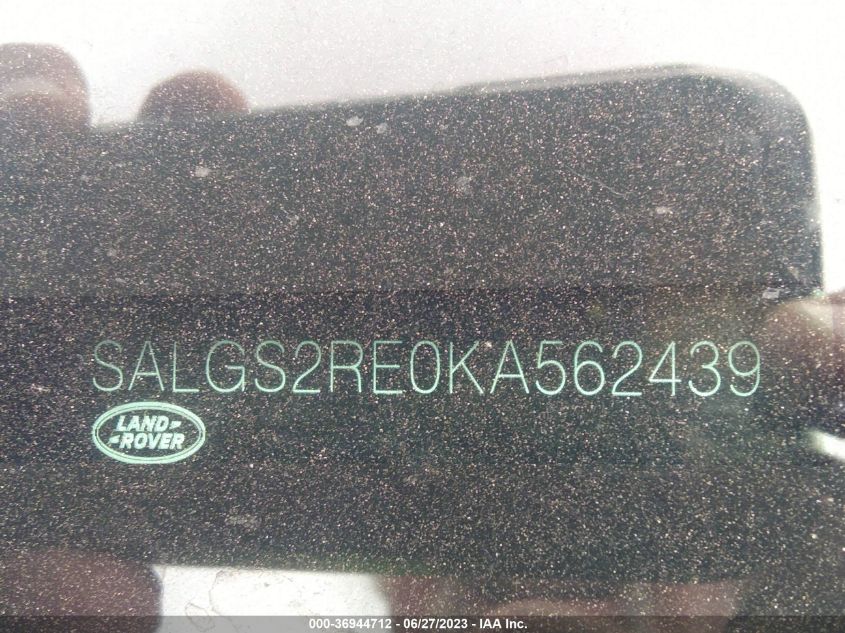 SALGS2RE0KA562439
LAND-
-ROVER
000-36944712 - 06/27/2023 - IAA Inc.